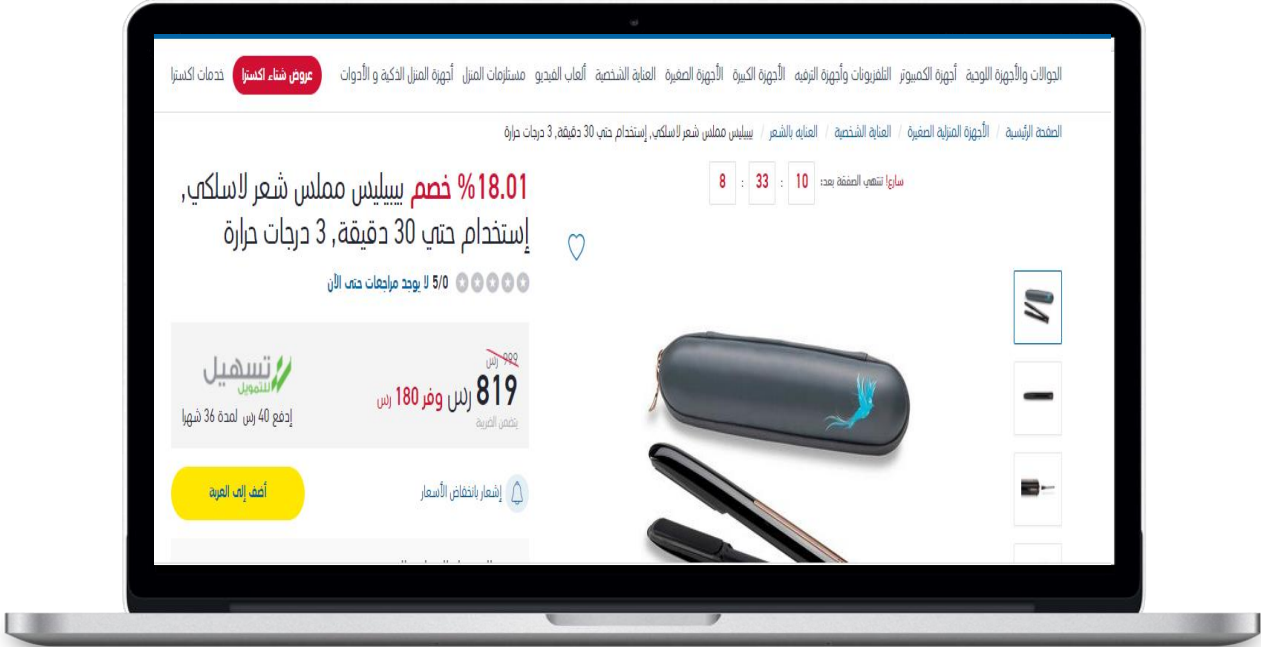 الجوالات والأجهزة اللوحية أجهزة الكمبيوتر التلفزيونات وأجهزة الترفيه الأجهزة الكبيرة الأجهزة الصغيرة العناية الشخصية ألعاب الفيديو مستلزمات المنزل أجهزة المنزل الذكية و الأدوات عروض شتاء اكسترا خدمات اكسترا
الصفحة الرئيسية / الأجهزة المنزلية الصغيرة / العناية الشخصية / العنايه بالشعر / بيبيليس مملس شعر لاسلكي, إستخدام حتي 30 دقيقة, 3 درجات حرارة
سارع! تنتهي الصفقة بعد: 10 : 33 : 8
18.01% خصم بيبيليس مملس شعر لاسلكي,
إستخدام حتي 30 دقيقة, 3 درجات حرارة
5/0 لا يوجد مراجعات حتى الأن
999 رس
819 رس وفر 180 رس
يتضمن الضريبة
تسهيل
للتمويل
إدفع 40 رس لمدة 36 شهرا
إشعار بانخفاض الأسعار
أضف إلى العربة